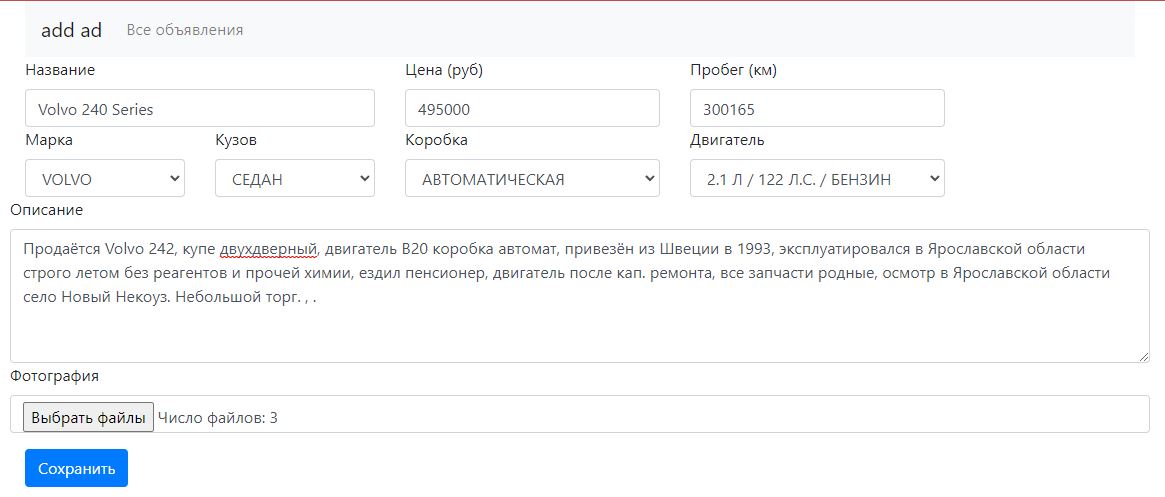 add ad Все объявления
Название Цена (руб) Пробег (км)
Volvo 240 Series 495000 300165
Марка Кузов Коробка Двигатель
VOLVO СЕДАН АВТОМАТИЧЕСКАЯ 2.1 Л / 122 Л.С. / БЕНЗИН
Описание
Продаётся Volvo 242, купе двухдверный, двигатель B20 коробка автомат, привезён из Швеции в 1993, эксплуатировался в Ярославской области
строго летом без реагентов и прочей химии, ездил пенсионер, двигатель после кап. ремонта, все запчасти родные, осмотр в Ярославской области
село Новый Некоуз. Небольшой торг. , .
Фотография
Выбрать файлы Число файлов: 3
Сохранить